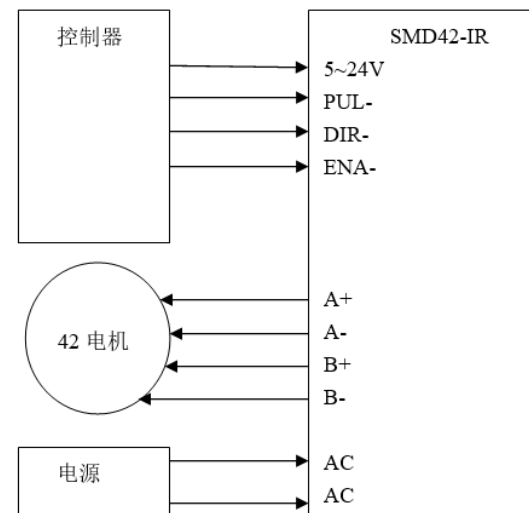 控制器
SMD42-IR
5~24V
PUL-
DIR-
ENA-
A+
A-
42 电机
B+
B-
电源
AC
AC